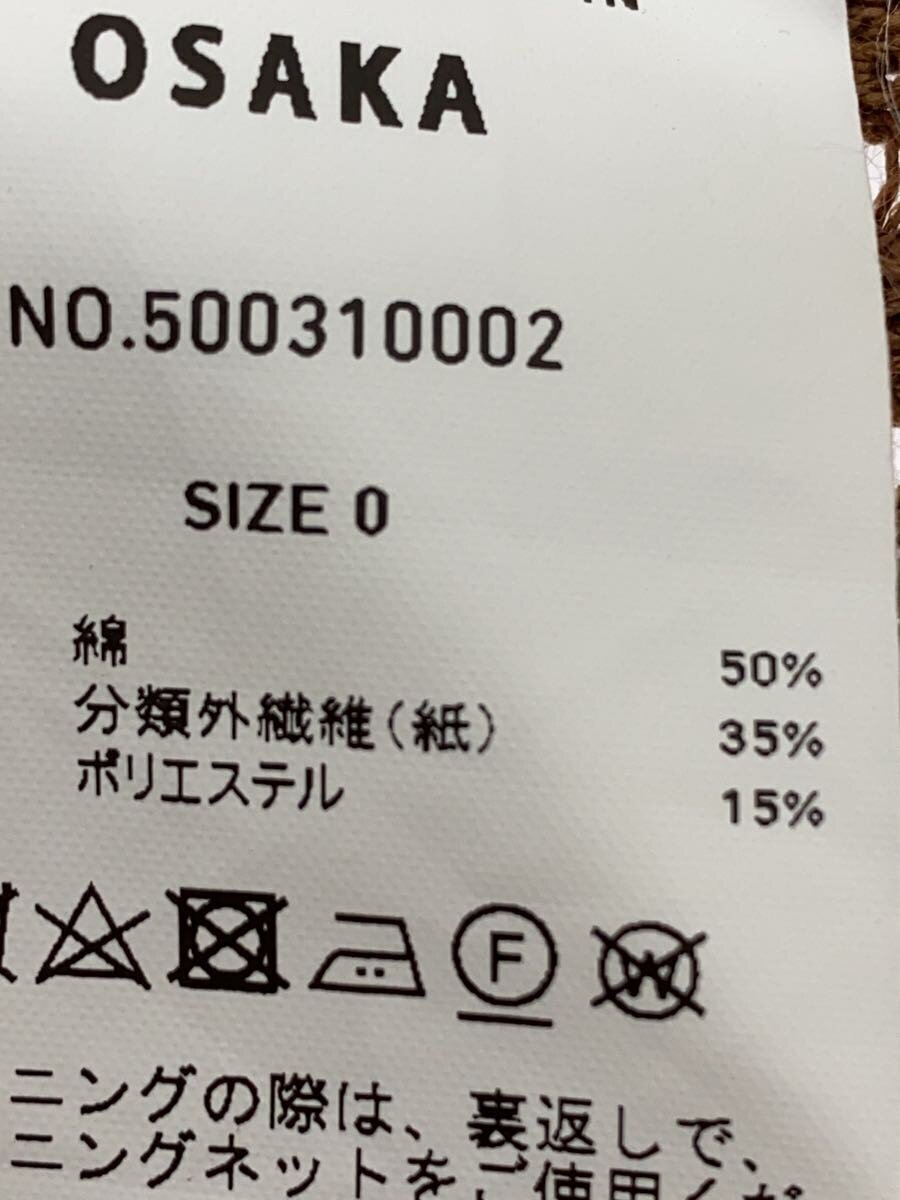 OSAKA
NO.500310002
SIZE 0
綿 50%
分類外繊維(紙) 35%
ポリエステル 15%
F W
ニングの際は、裏返しで、
ニングネットをご使用くだ